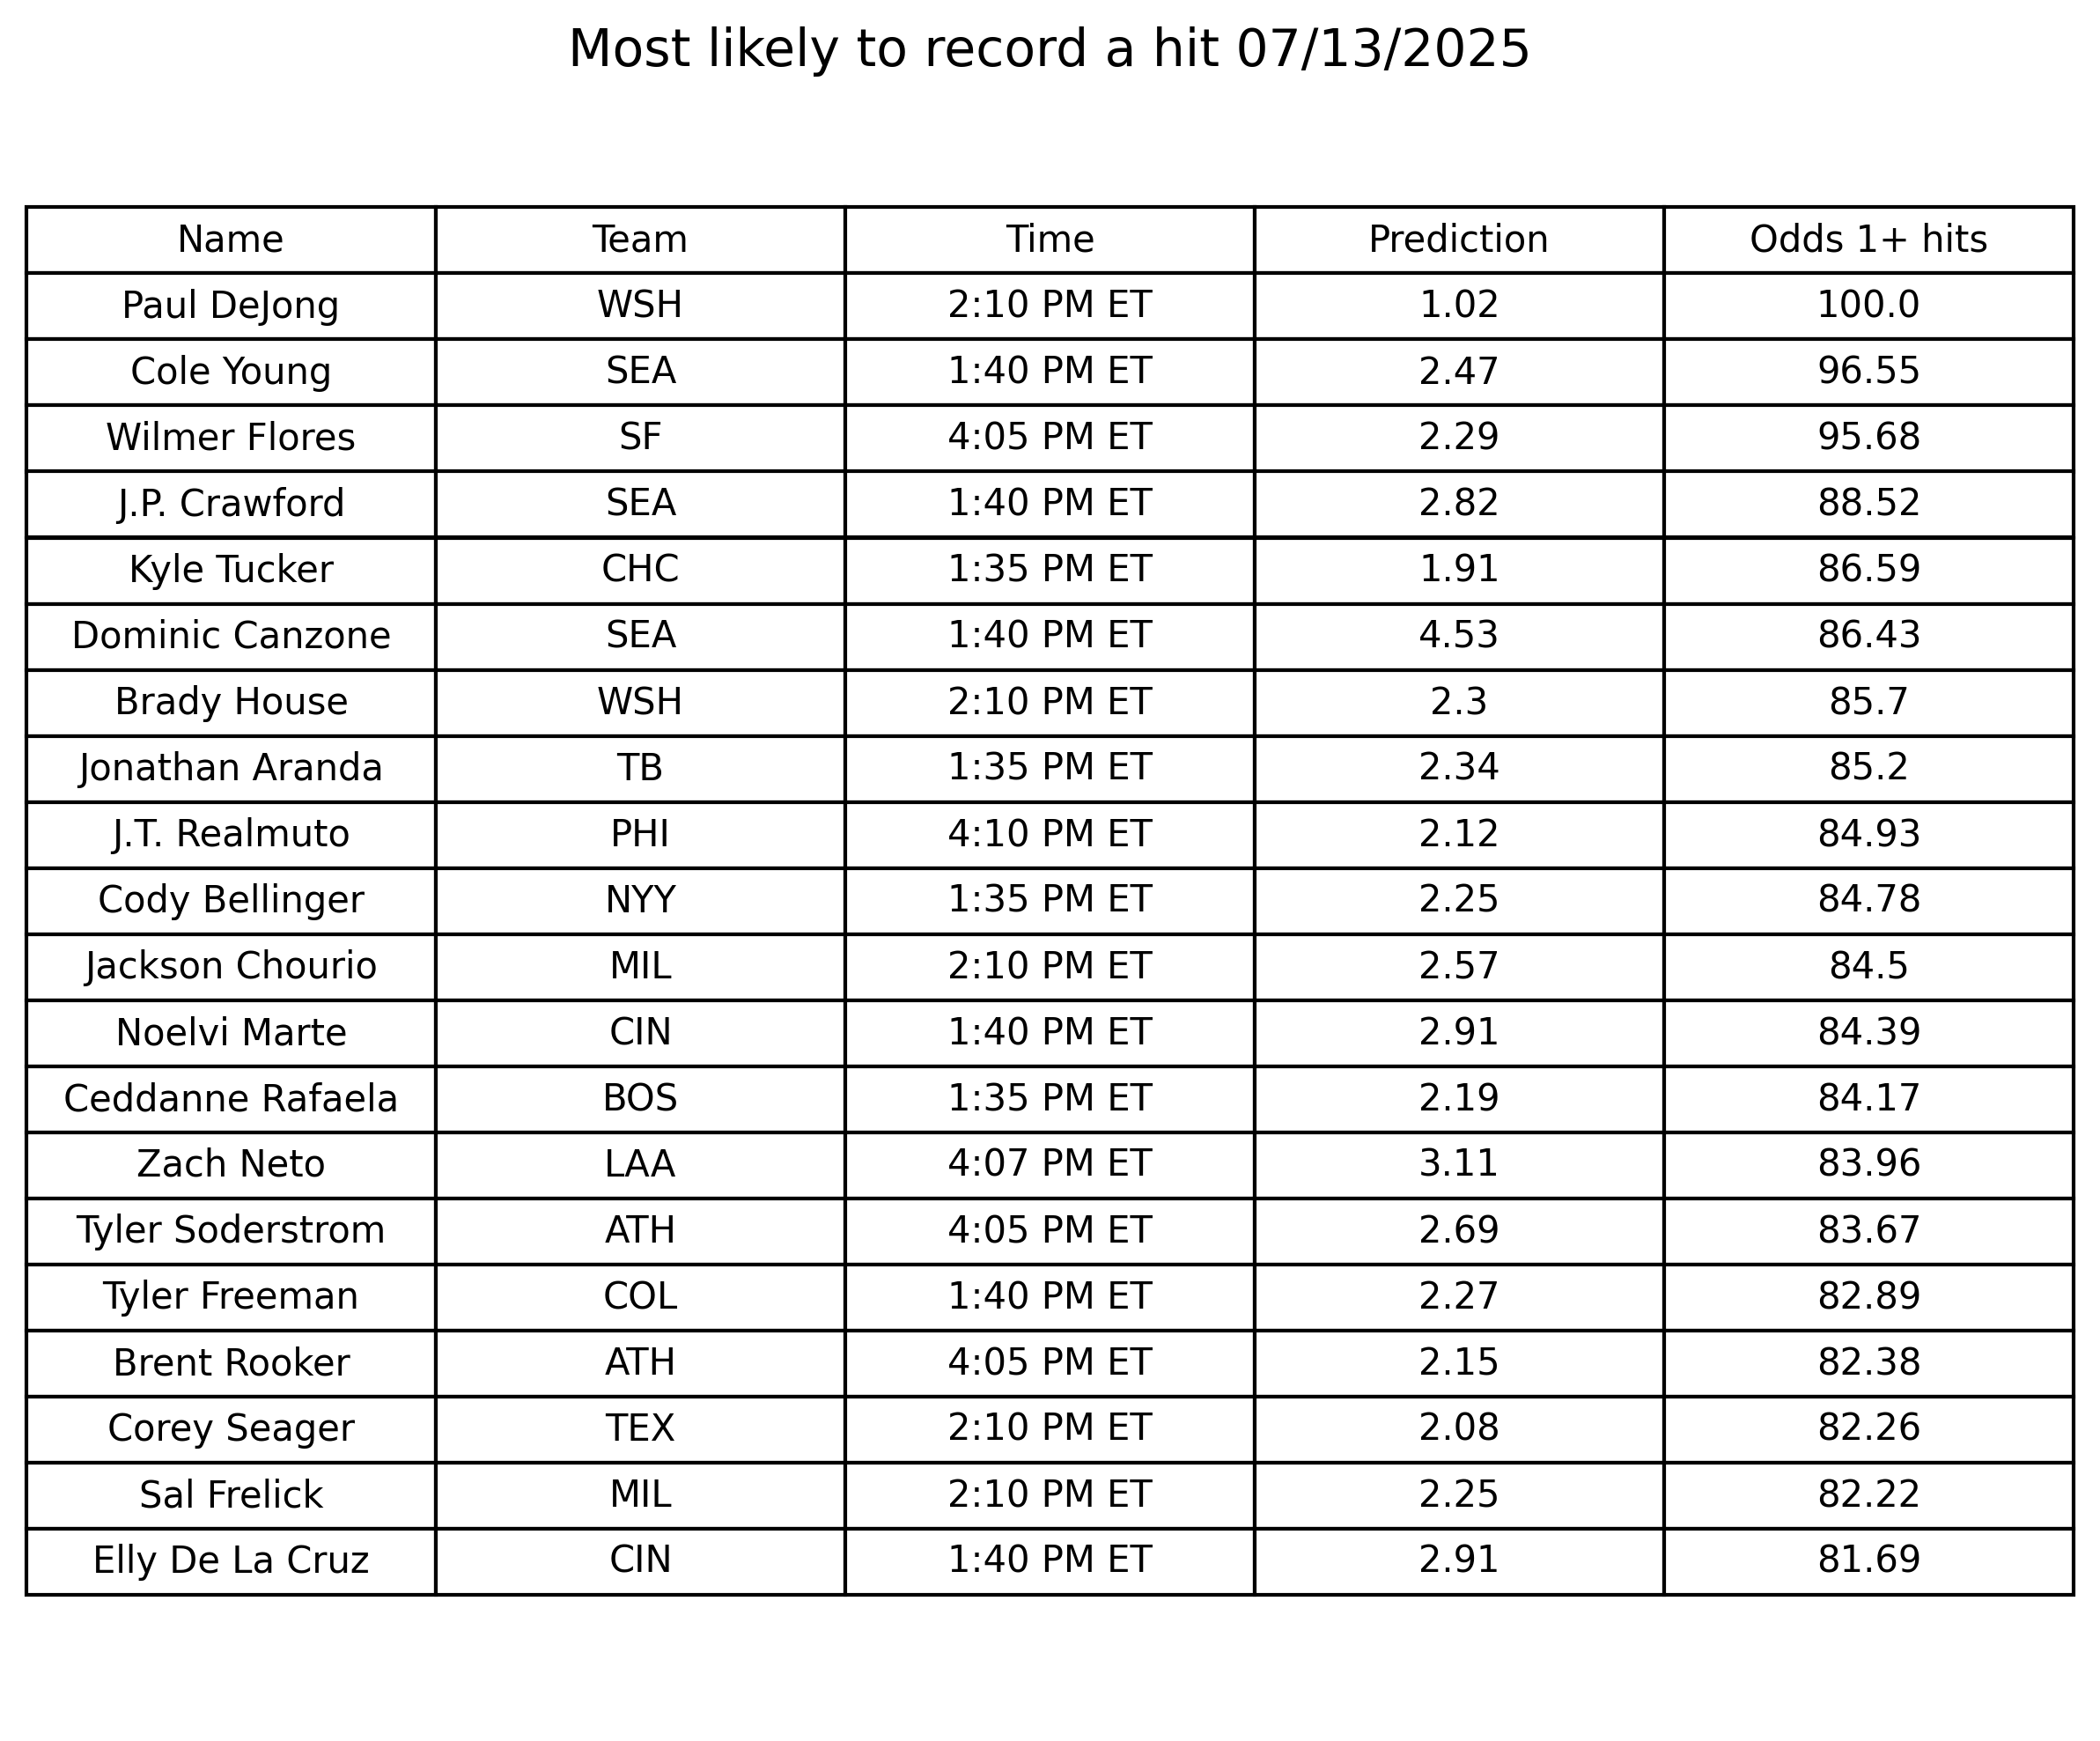 Most likely to record a hit 07/13/2025
Name Team Time Prediction Odds 1+ hits
Paul DeJong WSH 2:10 PM ET 1.02 100.0
Cole Young SEA 1:40 PM ET 2.47 96.55
Wilmer Flores SF 4:05 PM ET 2.29 95.68
J.P. Crawford SEA 1:40 PM ET 2.82 88.52
Kyle Tucker CHC 1:35 PM ET 1.91 86.59
Dominic Canzone SEA 1:40 PM ET 4.53 86.43
Brady House WSH 2:10 PM ET 2.3 85.7
Jonathan Aranda TB 1:35 PM ET 2.34 85.2
J.T. Realmuto PHI 4:10 PM ET 2.12 84.93
Cody Bellinger NYY 1:35 PM ET 2.25 84.78
Jackson Chourio MIL 2:10 PM ET 2.57 84.5
Noelvi Marte CIN 1:40 PM ET 2.91 84.39
Ceddanne Rafaela BOS 1:35 PM ET 2.19 84.17
Zach Neto LAA 4:07 PM ET 3.11 83.96
Tyler Soderstrom ATH 4:05 PM ET 2.69 83.67
Tyler Freeman COL 1:40 PM ET 2.27 82.89
Brent Rooker ATH 4:05 PM ET 2.15 82.38
Corey Seager TEX 2:10 PM ET 2.08 82.26
Sal Frelick MIL 2:10 PM ET 2.25 82.22
Elly De La Cruz CIN 1:40 PM ET 2.91 81.69